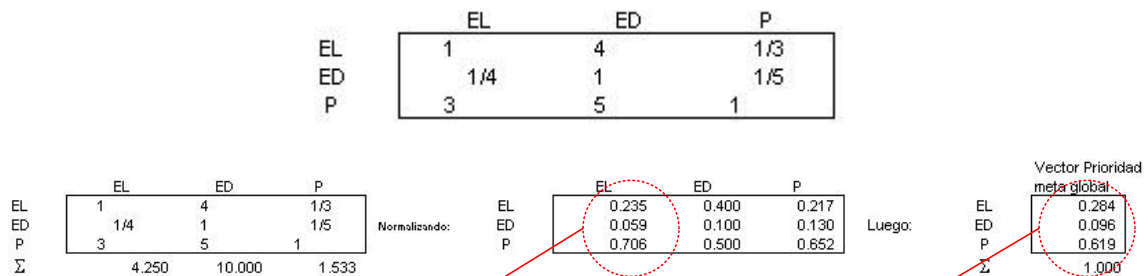 EL ED P
EL 1 4 1/3
ED 1/4 1 1/5
P 3 5 1
EL ED P
EL 1 4 1/3
ED 1/4 1 1/5
P 3 5 1
Σ 4.250 10.000 1.533
Normalizando:
EL ED P
EL 0.235 0.400 0.217
ED 0.059 0.100 0.130
P 0.706 0.500 0.652
Luego:
Vector Prioridad
meta global
EL 0.284
ED 0.096
P 0.619
Σ 1.000